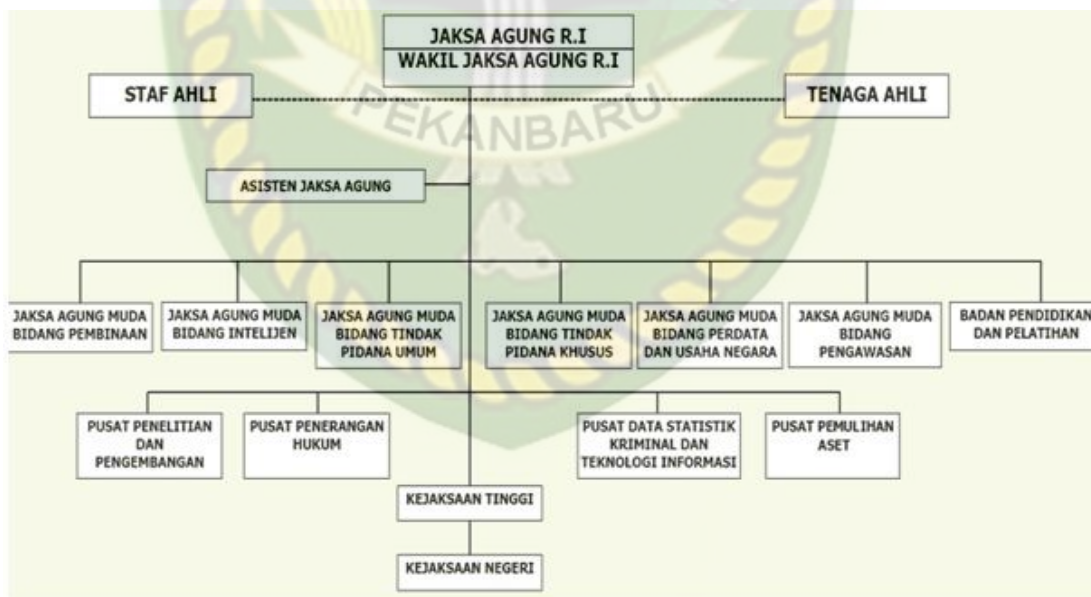 JAKSA AGUNG R.I
WAKIL JAKSA AGUNG R.I
STAF AHLI
TENAGA AHLI
PEKANBARU
ASISTEN JAKSA AGUNG
JAKSA AGUNG MUDA
BIDANG PEMBINAAN
JAKSA AGUNG MUDA
BIDANG INTELIJEN
JAKSA AGUNG MUDA
BIDANG TINDAK
PIDANA UMUM
JAKSA AGUNG MUDA
BIDANG TINDAK
PIDANA KHUSUS
JAKSA AGUNG MUDA
BIDANG PERDATA
DAN USAHA NEGARA
JAKSA AGUNG MUDA
BIDANG
PENGAWASAN
BADAN PENDIDIKAN
DAN PELATIHAN
PUSAT PENELITIAN
DAN
PENGEMBANGAN
PUSAT PENERANGAN
HUKUM
PUSAT DATA STATISTIK
KRIMINAL DAN
TEKNOLOGI INFORMASI
PUSAT PEMULIHAN
ASET
KEJAKSAAN TINGGI
KEJAKSAAN NEGERI